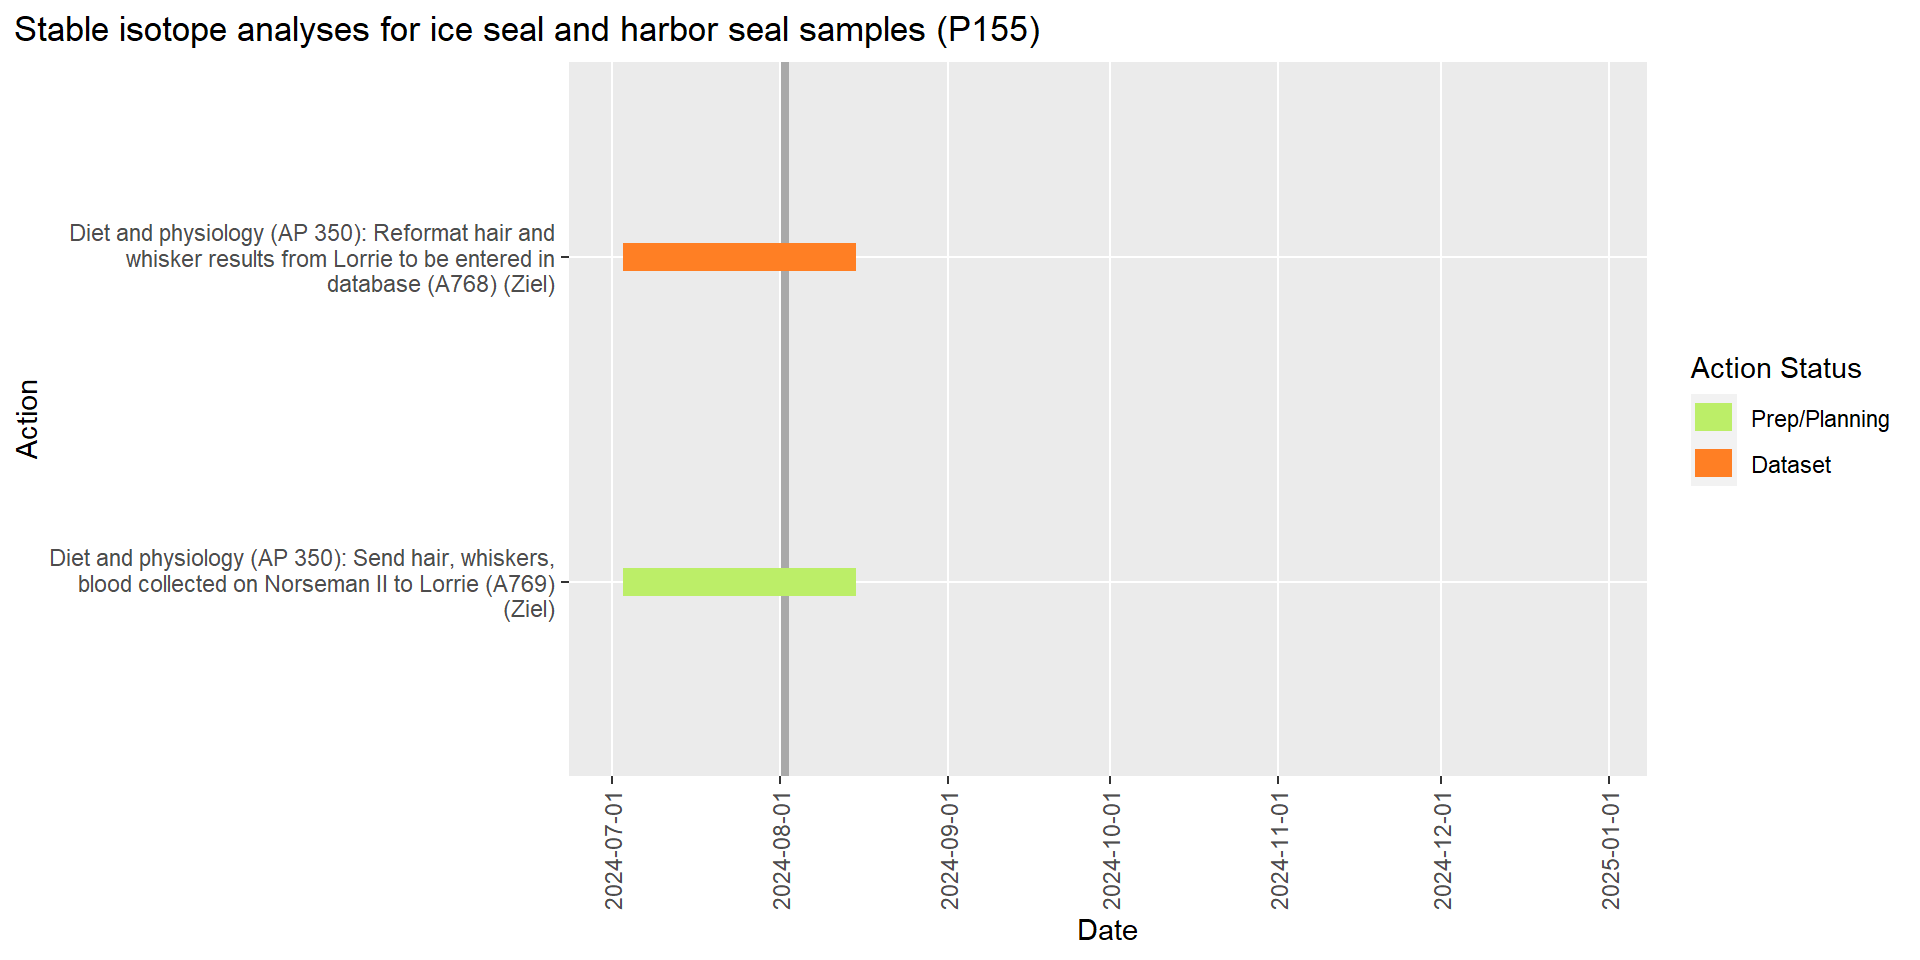 Stable isotope analyses for ice seal and harbor seal samples (P155)
Action
Diet and physiology (AP 350): Reformat hair and
whisker results from Lorrie to be entered in
database (A768) (Ziel)
Diet and physiology (AP 350): Send hair, whiskers,
blood collected on Norseman II to Lorrie (A769)
(Ziel)
2024-07-01
2024-08-01
2024-09-01
2024-10-01
2024-11-01
2024-12-01
2025-01-01
Date
Action Status
Prep/Planning
Dataset